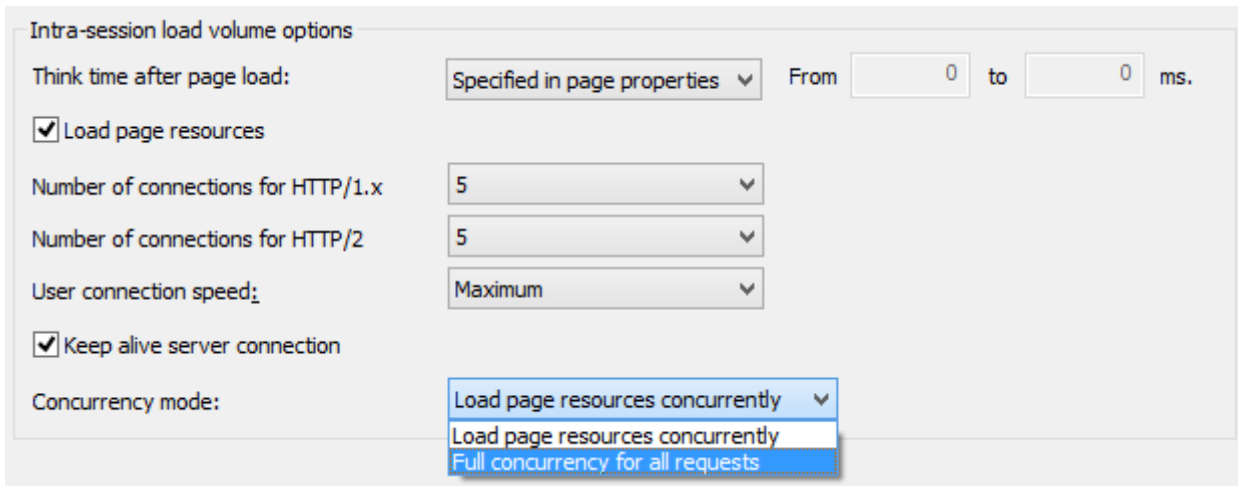 Intra-session load volume options
Think time after page load: Specified in page properties From 0 to 0 ms.
Load page resources
Number of connections for HTTP/1.x 5
Number of connections for HTTP/2 5
User connection speed: Maximum
Keep alive server connection
Concurrency mode: Load page resources concurrently
Load page resources concurrently
Full concurrency for all requests